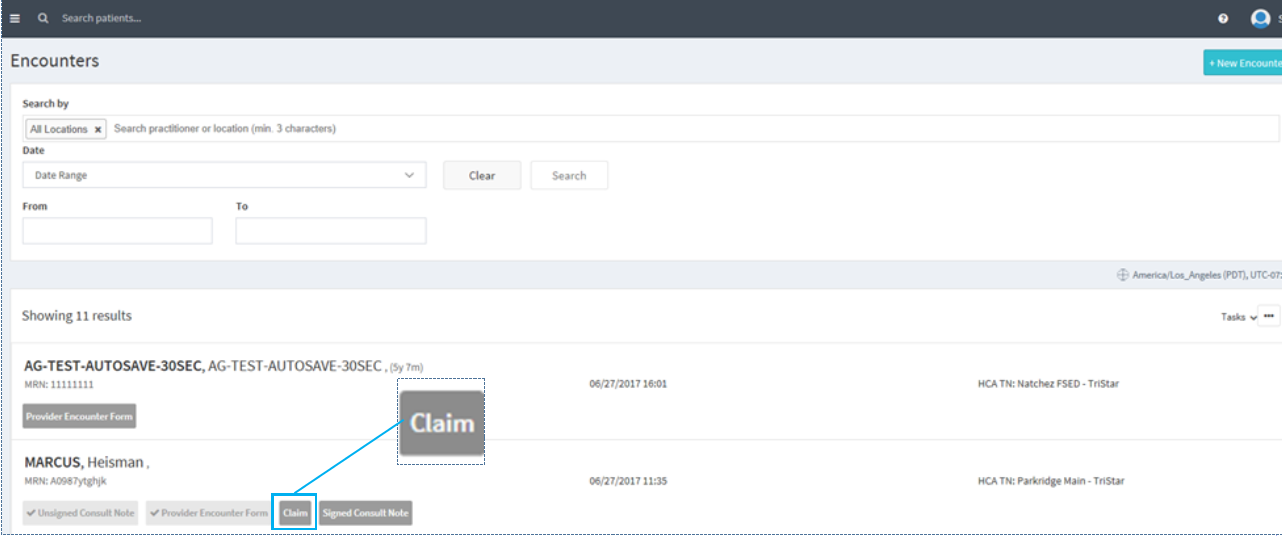 Search patients...
Encounters
+ New Encounte
Search by
All Locations × Search practitioner or location (min. 3 characters)
Date
Date Range
Clear
Search
From
To
America/Los_Angeles (PDT), UTC-07:
Showing 11 results
Tasks
AG-TEST-AUTOSAVE-30SEC, AG-TEST-AUTOSAVE-30SEC , (5y 7m)
MRN: 11111111
06/27/2017 16:01
HCA TN: Natchez FSED - TriStar
Provider Encounter Form
Claim
MARCUS, Heisman ,
MRN: A0987ytghjk
06/27/2017 11:35
HCA TN: Parkridge Main - TriStar
✔ Unsigned Consult Note ✔ Provider Encounter Form Claim Signed Consult Note